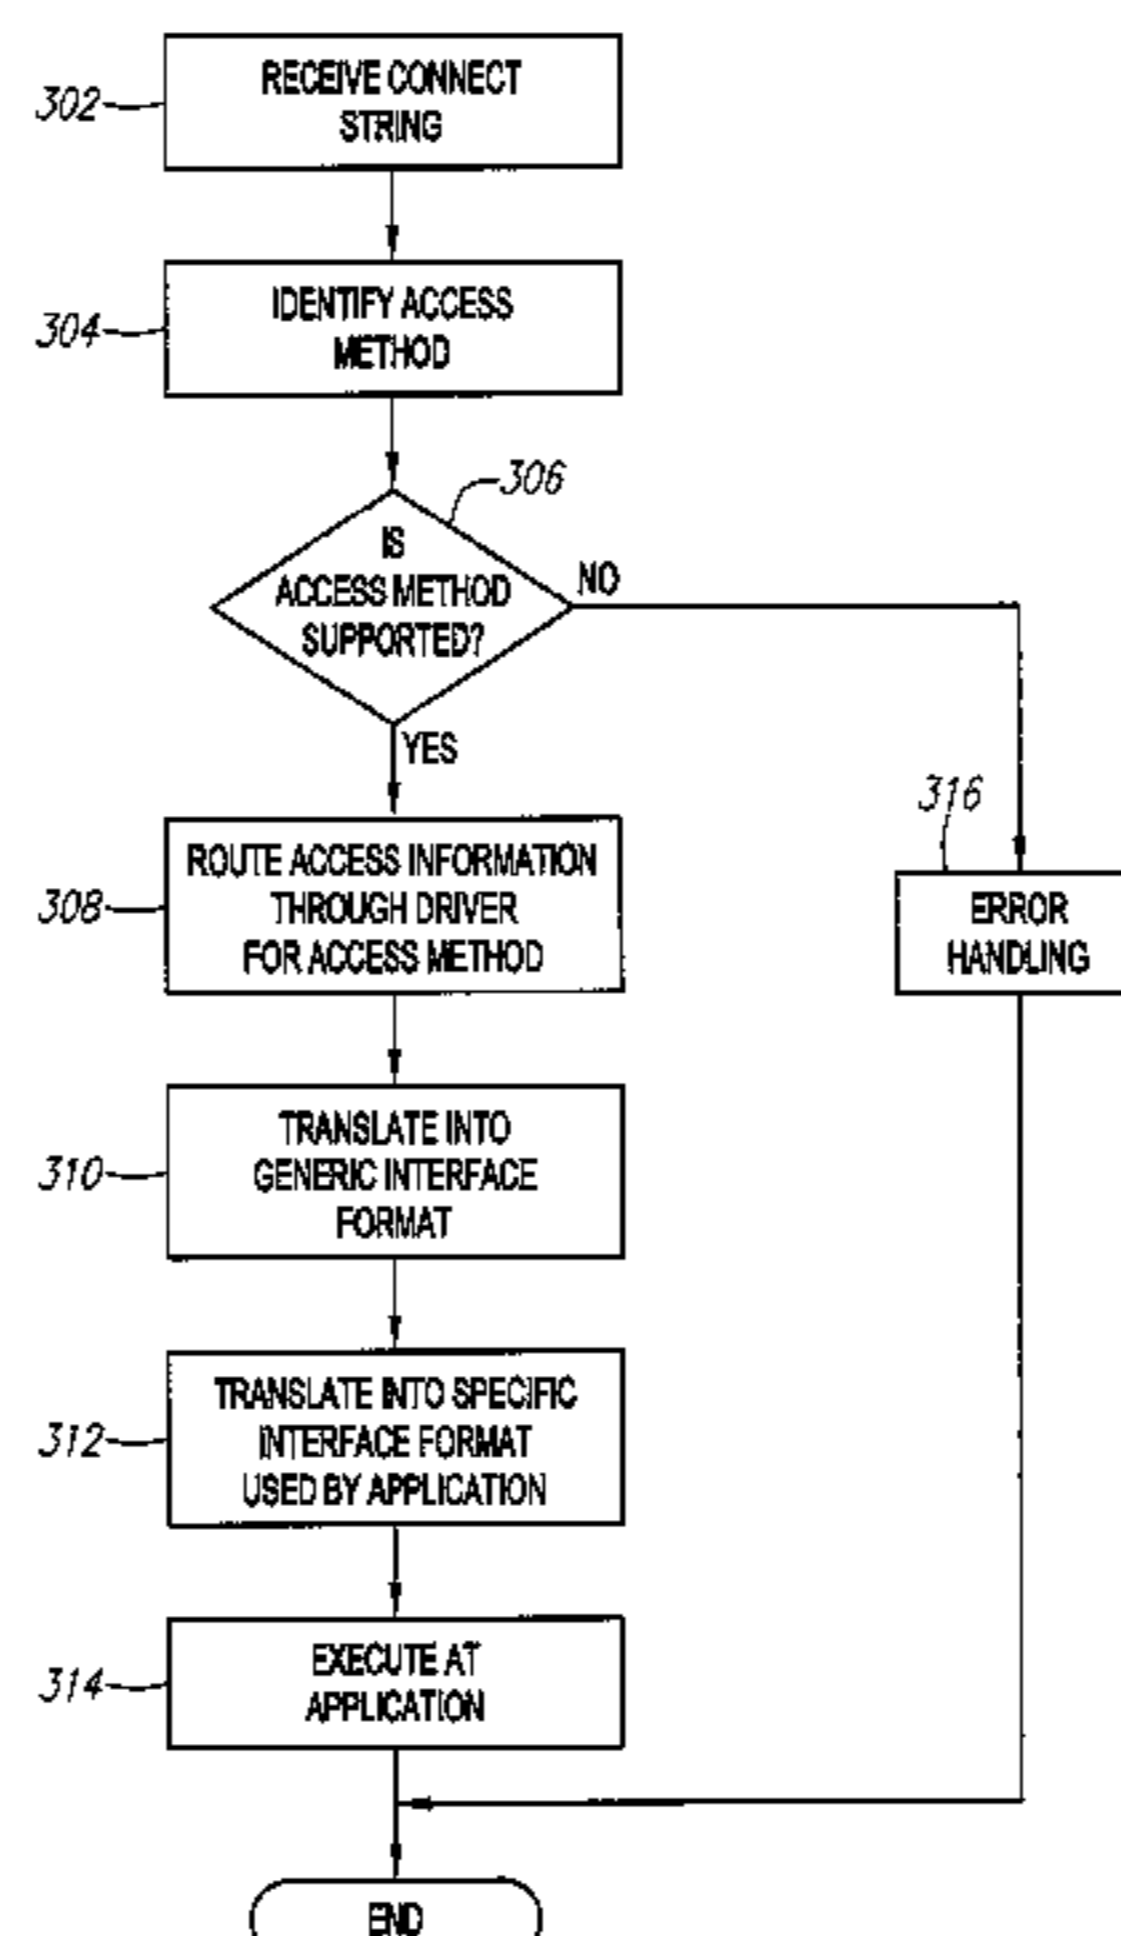 RECEIVE CONNECT
STRING
302
IDENTIFY ACCESS
METHOD
304
306
IS
ACCESS METHOD
SUPPORTED?
NO
YES
316
ROUTE ACCESS INFORMATION
THROUGH DRIVER
FOR ACCESS METHOD
308
ERROR
HANDLING
TRANSLATE INTO
GENERIC INTERFACE
FORMAT
310
TRANSLATE INTO SPECIFIC
INTERFACE FORMAT
USED BY APPLICATION
312
EXECUTE AT
APPLICATION
314
END